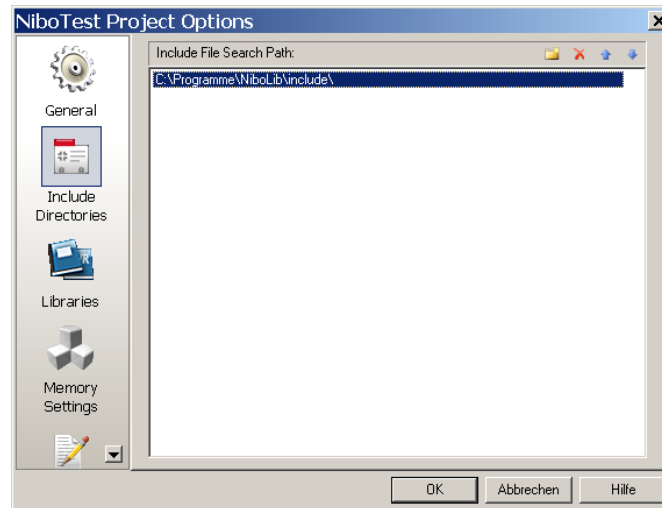 NiboTest Project Options
Include File Search Path:
C:\Programme\NiboLib\include\
General
Include
Directories
Libraries
Memory
Settings
OK
Abbrechen
Hilfe